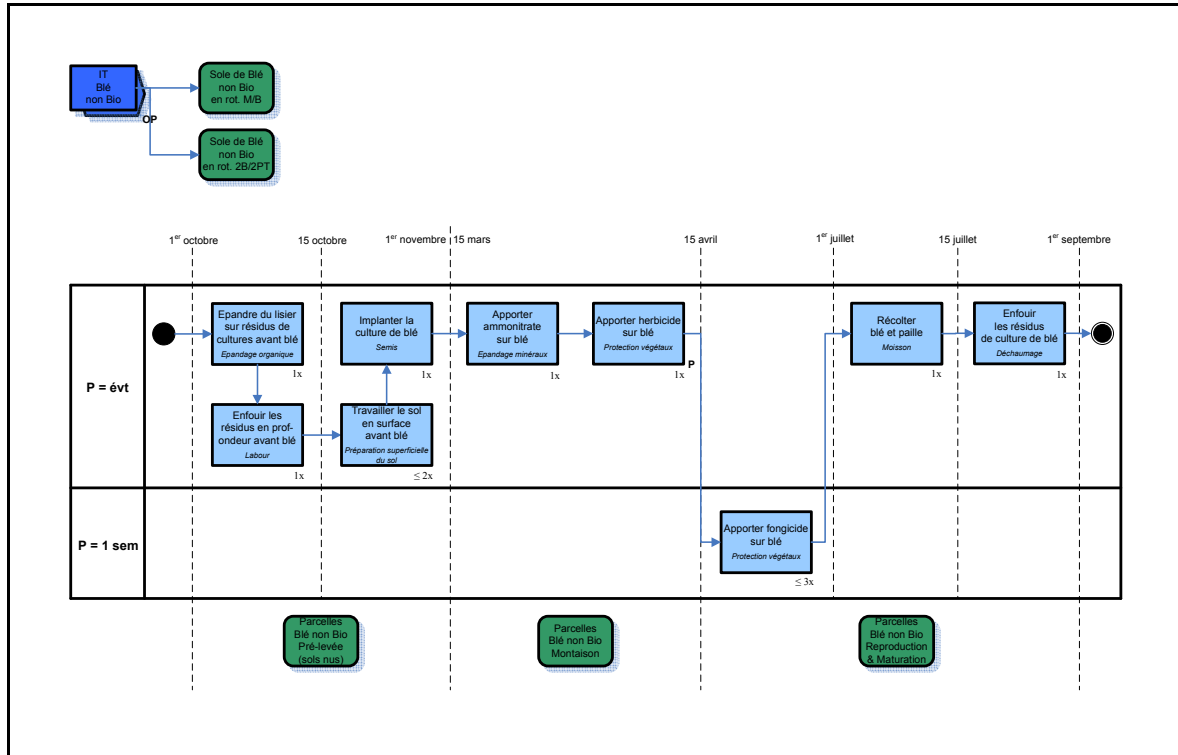 IT
Blé
non Bio
OP
Sole de Blé
non Bio
en rot. M/B
Sole de Blé
non Bio
en rot. 2B/2PT
1er octobre
15 octobre
1er novembre
15 mars
15 avril
1er juillet
15 juillet
1er septembre
P = évt
Epandre du lisier
sur résidus de
cultures avant blé
Epandage organique
1x
Implanter la
culture de blé
Semis
1x
Apporter
ammonitrate
sur blé
Epandage minéraux
1x
Apporter herbicide
sur blé
Protection végétaux
1x
P
Récolter
blé et paille
Moisson
1x
Enfouir
les résidus
de culture de blé
Déchaumage
1x
Enfouir les
résidus en prof-
ondeur avant blé
Labour
1x
Travailler le sol
en surface
avant blé
Préparation superficielle
du sol
≤ 2x
P = 1 sem
Apporter fongicide
sur blé
Protection végétaux
≤ 3x
Parcelles
Blé non Bio
Pré-levée
(sols nus)
Parcelles
Blé non Bio
Montaison
Parcelles
Blé non Bio
Reproduction
& Maturation